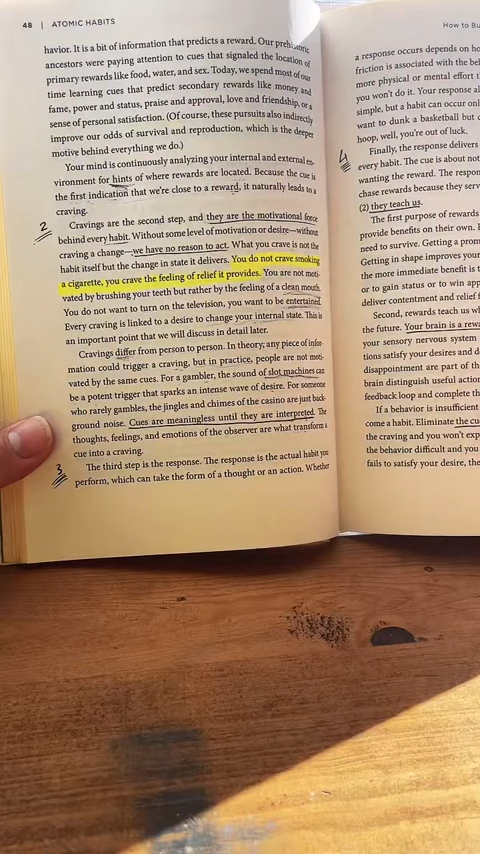 48 | ATOMIC HABITS
havior. It is a bit of information that predicts a reward. Our prehistoric
ancestors were paying attention to cues that signaled the location of
primary rewards like food, water, and sex. Today, we spend most of our
time learning cues that predict secondary rewards like money and
fame, power and status, praise and approval, love and friendship, or a
sense of personal satisfaction. (Of course, these pursuits also indirectly
improve our odds of survival and reproduction, which is the deeper
motive behind everything we do.)
Your mind is continuously analyzing your internal and external en-
vironment for hints of where rewards are located. Because the cue is
the first indication that we're close to a reward, it naturally leads to a
craving.
2
Cravings are the second step, and they are the motivational force
behind every habit. Without some level of motivation or desire—without
craving a change—we have no reason to act. What you crave is not the
habit itself but the change in state it delivers. You do not crave smoking
a cigarette, you crave the feeling of relief it provides. You are not moti-
vated by brushing your teeth but rather by the feeling of a clean mouth.
You do not want to turn on the television, you want to be entertained.
Every craving is linked to a desire to change your internal state. This is
an important point that we will discuss in detail later.
Cravings differ from person to person. In theory, any piece of infor-
mation could trigger a craving, but in practice, people are not moti-
vated by the same cues. For a gambler, the sound of slot machines can
be a potent trigger that sparks an intense wave of desire. For someone
who rarely gambles, the jingles and chimes of the casino are just back-
ground noise. Cues are meaningless until they are interpreted. The
thoughts, feelings, and emotions of the observer are what transform a
cue into a craving.
3
The third step is the response. The response is the actual habit you
perform, which can take the form of a thought or an action. Whether
How to Bu
a response occurs depends on ho
friction is associated with the be
more physical or mental effort t
you won't do it. Your response al
simple, but a habit can occur onl
want to dunk a basketball but c
hoop, well, you're out of luck.
4
Finally, the response delivers
every habit. The cue is about not
wanting the reward. The respon
chase rewards because they serv
(2) they teach us.
The first purpose of rewards
provide benefits on their own. F
need to survive. Getting a prom
Getting in shape improves your
the more immediate benefit is t
or to gain status or to win app
deliver contentment and relief f
Second, rewards teach us wh
the future. Your brain is a rewa
your sensory nervous system
tions satisfy your desires and d
disappointment are part of the
brain distinguish useful action
feedback loop and complete th
If a behavior is insufficient
come a habit. Eliminate the cu
the craving and you won't exp
the behavior difficult and you
fails to satisfy your desire, the